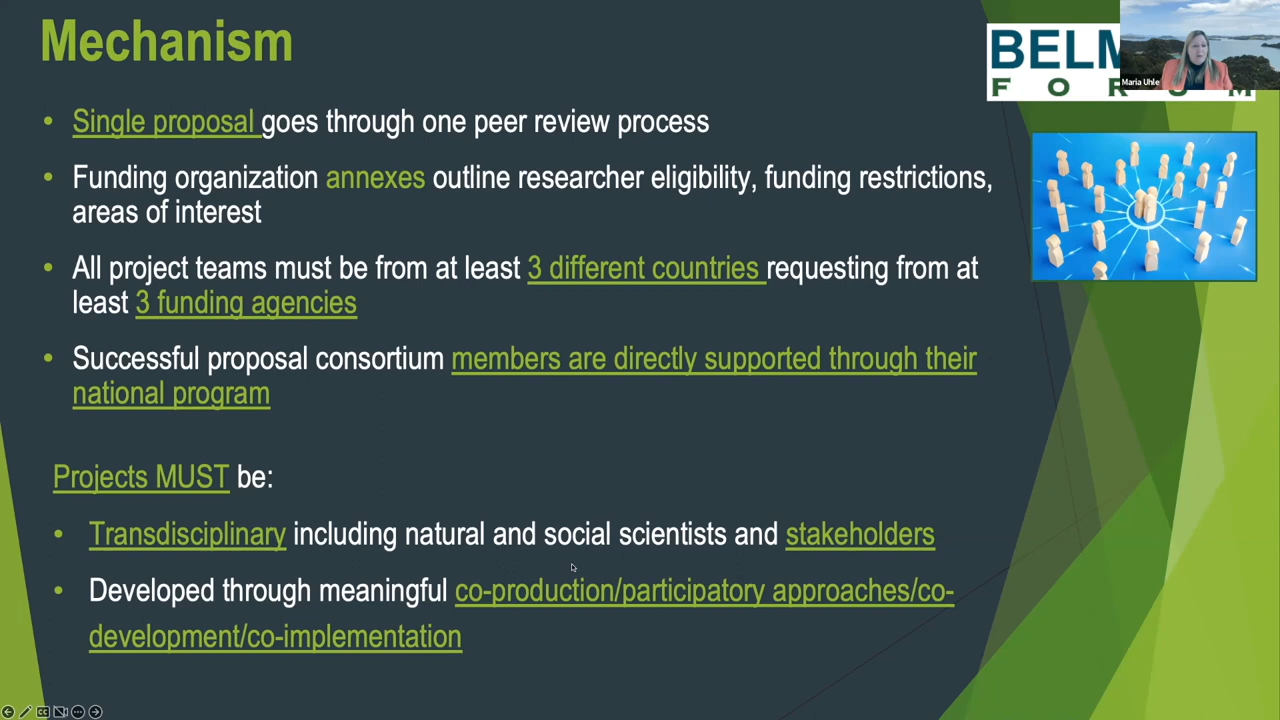 Mechanism
BELM
F O R U M
Maria Uhle
• Single proposal goes through one peer review process
• Funding organization annexes outline researcher eligibility, funding restrictions,
areas of interest
• All project teams must be from at least 3 different countries requesting from at
least 3 funding agencies
• Successful proposal consortium members are directly supported through their
national program
Projects MUST be:
• Transdisciplinary including natural and social scientists and stakeholders
• Developed through meaningful co-production/participatory approaches/co-
development/co-implementation